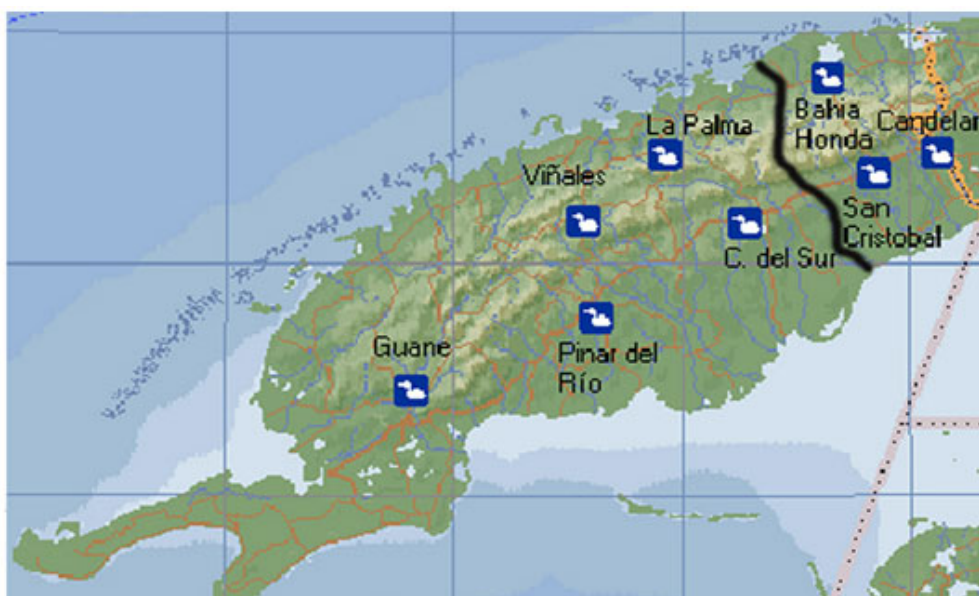 Bahia
Honda
Candelar
La Palma
Viñales
San
Cristobal
C. del Sur
Pinar del
Río
Guane